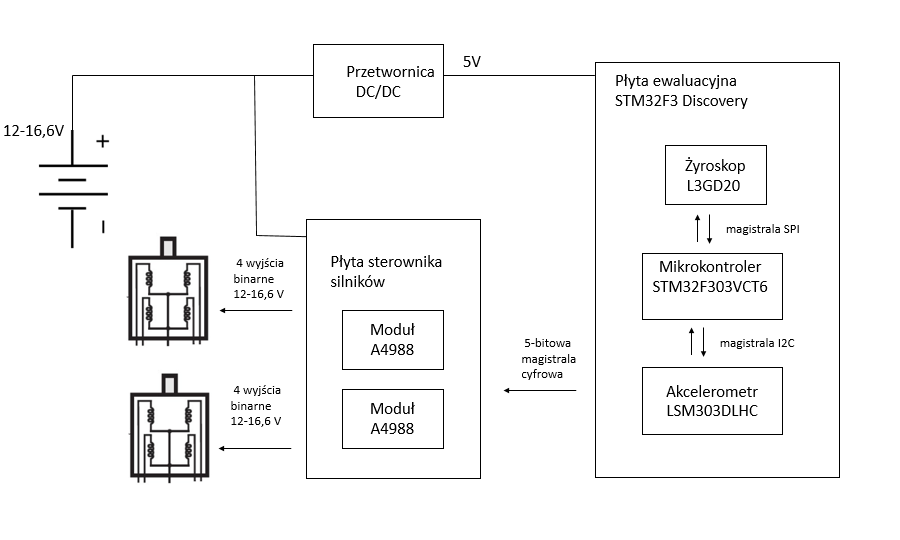 5V
Przetwornica
DC/DC
Płyta ewaluacyjna
STM32F3 Discovery
12-16,6V
+
Żyroskop
L3GD20
magistrala SPI
4 wyjścia
binarne
12-16,6 V
Płyta sterownika
silników
Mikrokontroler
STM32F303VCT6
Moduł
A4988
5-bitowa
magistrala
cyfrowa
magistrala I2C
4 wyjścia
binarne
12-16,6 V
Moduł
A4988
Akcelerometr
LSM303DLHC